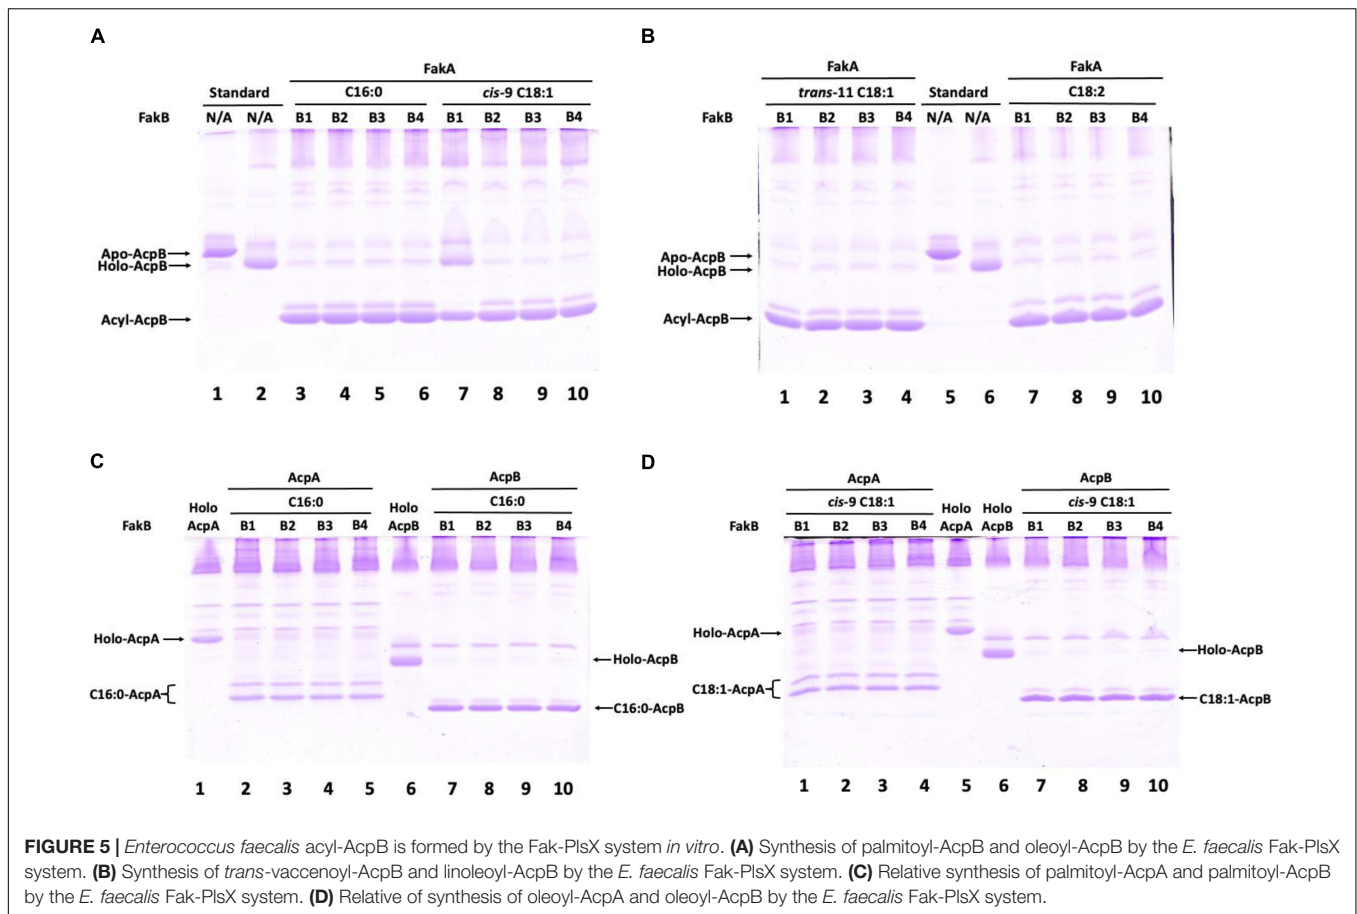 A
FakA
Standard C16:0 cis-9 C18:1
FakB N/A N/A B1 B2 B3 B4 B1 B2 B3 B4
Apo-AcpB
Holo-AcpB
Acyl-AcpB
1 2 3 4 5 6 7 8 9 10
B
FakA FakA
trans-11 C18:1 Standard C18:2
FakB B1 B2 B3 B4 N/A N/A B1 B2 B3 B4
Apo-AcpB
Holo-AcpB
Acyl-AcpB
1 2 3 4 5 6 7 8 9 10
C
AcpA AcpB
Holo C16:0 Holo C16:0
FakB AcpA B1 B2 B3 B4 AcpB B1 B2 B3 B4
Holo-AcpA
Holo-AcpB
C16:0-AcpA
C16:0-AcpB
1 2 3 4 5 6 7 8 9 10
D
AcpA AcpB
cis-9 C18:1 Holo Holo cis-9 C18:1
FakB B1 B2 B3 B4 AcpA AcpB B1 B2 B3 B4
Holo-AcpA
Holo-AcpB
C18:1-AcpA
C18:1-AcpB
1 2 3 4 5 6 7 8 9 10
FIGURE 5 | Enterococcus faecalis acyl-AcpB is formed by the Fak-PlsX system in vitro. (A) Synthesis of palmitoyl-AcpB and oleoyl-AcpB by the E. faecalis Fak-PlsX
system. (B) Synthesis of trans-vaccenoyl-AcpB and linoleoyl-AcpB by the E. faecalis Fak-PlsX system. (C) Relative synthesis of palmitoyl-AcpA and palmitoyl-AcpB
by the E. faecalis Fak-PlsX system. (D) Relative of synthesis of oleoyl-AcpA and oleoyl-AcpB by the E. faecalis Fak-PlsX system.